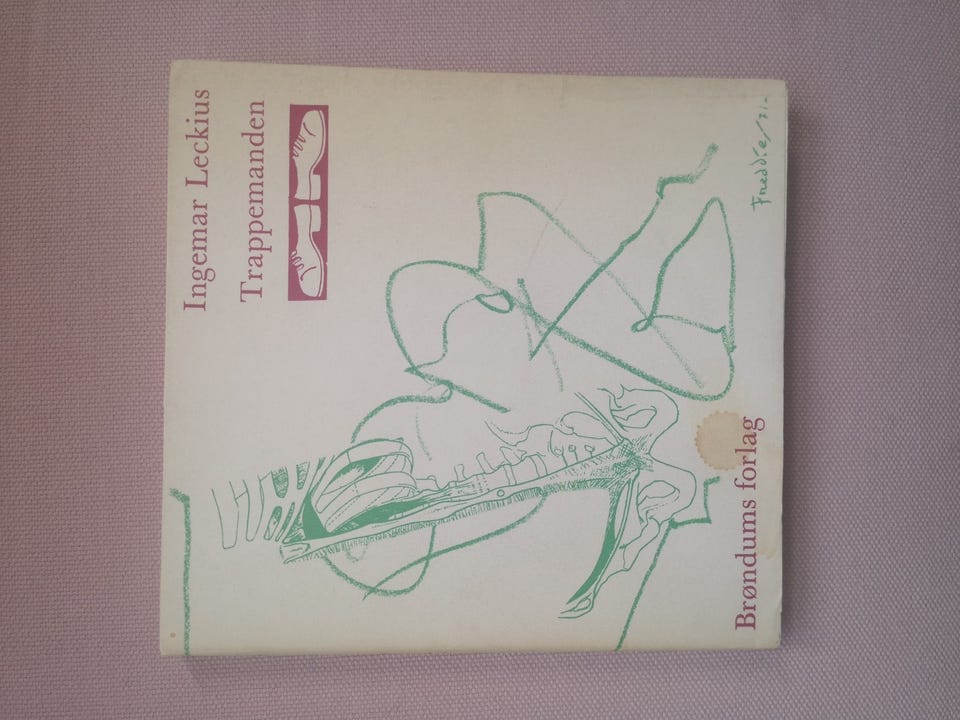 Ingemar Leckius
Trappemanden
Freddie/71-
Brøndums forlag